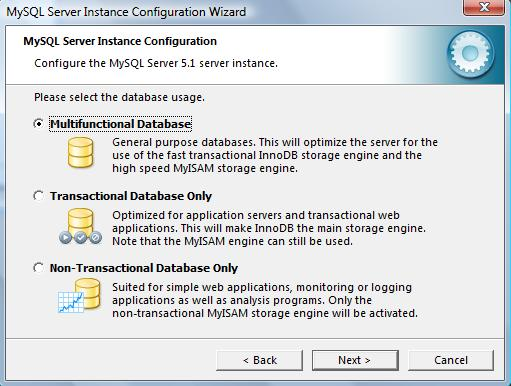 MySQL Server Instance Configuration Wizard
MySQL Server Instance Configuration
Configure the MySQL Server 5.1 server instance.
Please select the database usage.
Multifunctional Database
General purpose databases. This will optimize the server for the
use of the fast transactional InnoDB storage engine and the
high speed MyISAM storage engine.
Transactional Database Only
Optimized for application servers and transactional web
applications. This will make InnoDB the main storage engine.
Note that the MyISAM engine can still be used.
Non-Transactional Database Only
Suited for simple web applications, monitoring or logging
applications as well as analysis programs. Only the
non-transactional MyISAM storage engine will be activated.
< Back Next > Cancel